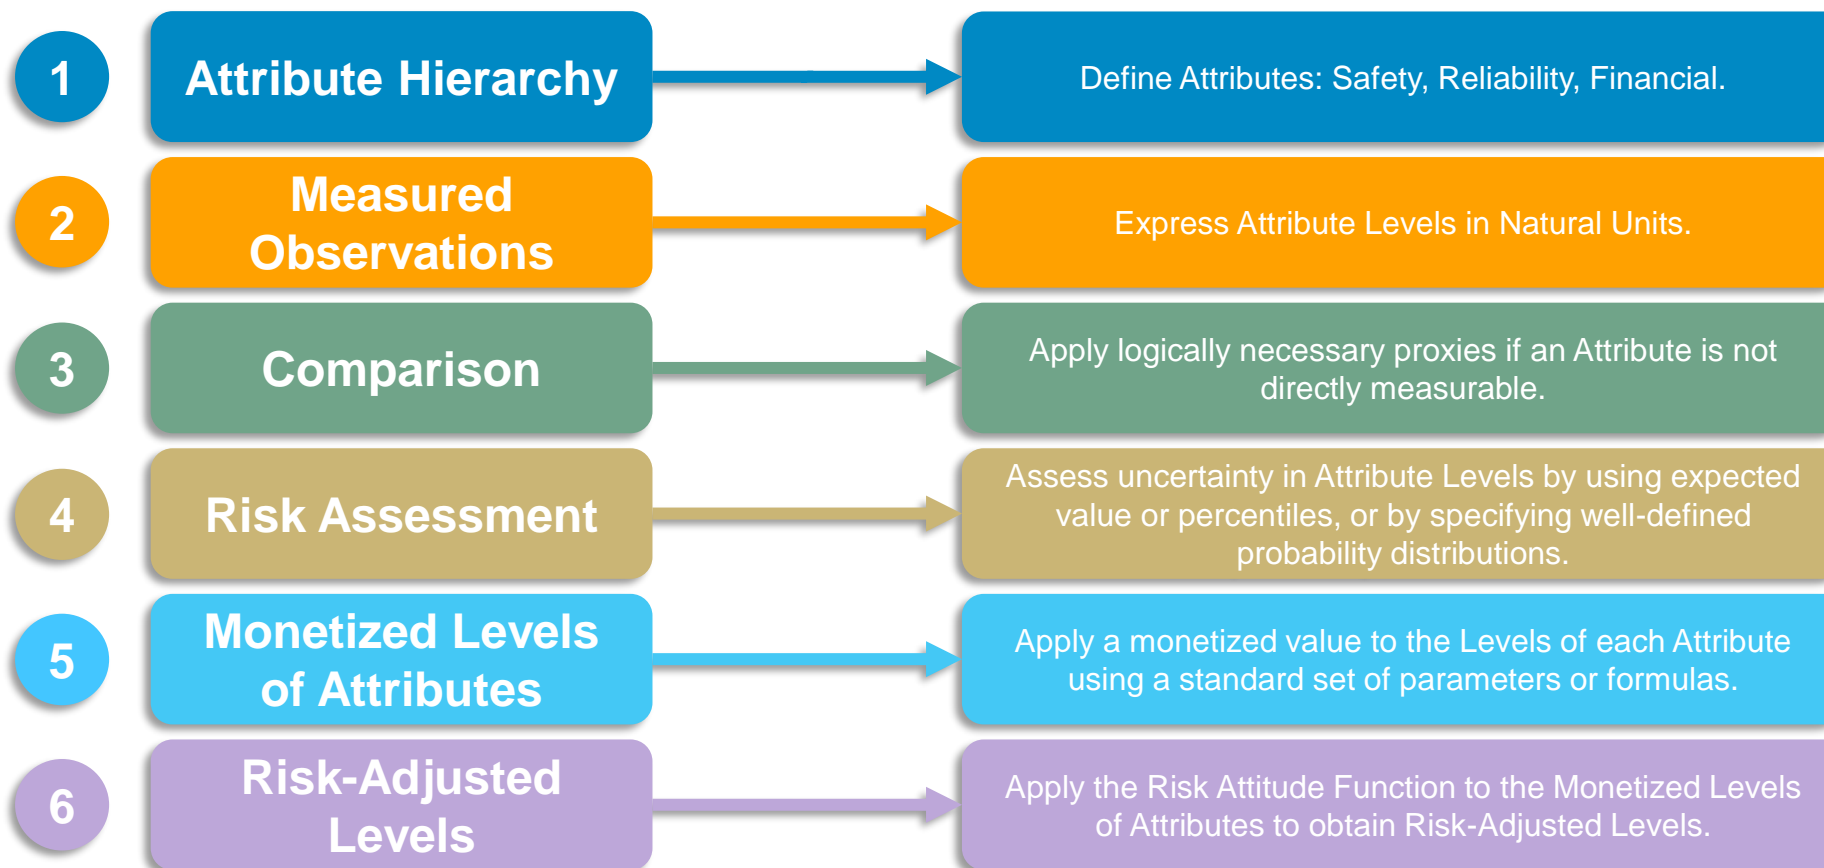 1
Attribute Hierarchy
Define Attributes: Safety, Reliability, Financial.
2
Measured
Observations
Express Attribute Levels in Natural Units.
3
Comparison
Apply logically necessary proxies if an Attribute is not
directly measurable.
4
Risk Assessment
Assess uncertainty in Attribute Levels by using expected
value or percentiles, or by specifying well-defined
probability distributions.
5
Monetized Levels
of Attributes
Apply a monetized value to the Levels of each Attribute
using a standard set of parameters or formulas.
6
Risk-Adjusted
Levels
Apply the Risk Attitude Function to the Monetized Levels
of Attributes to obtain Risk-Adjusted Levels.